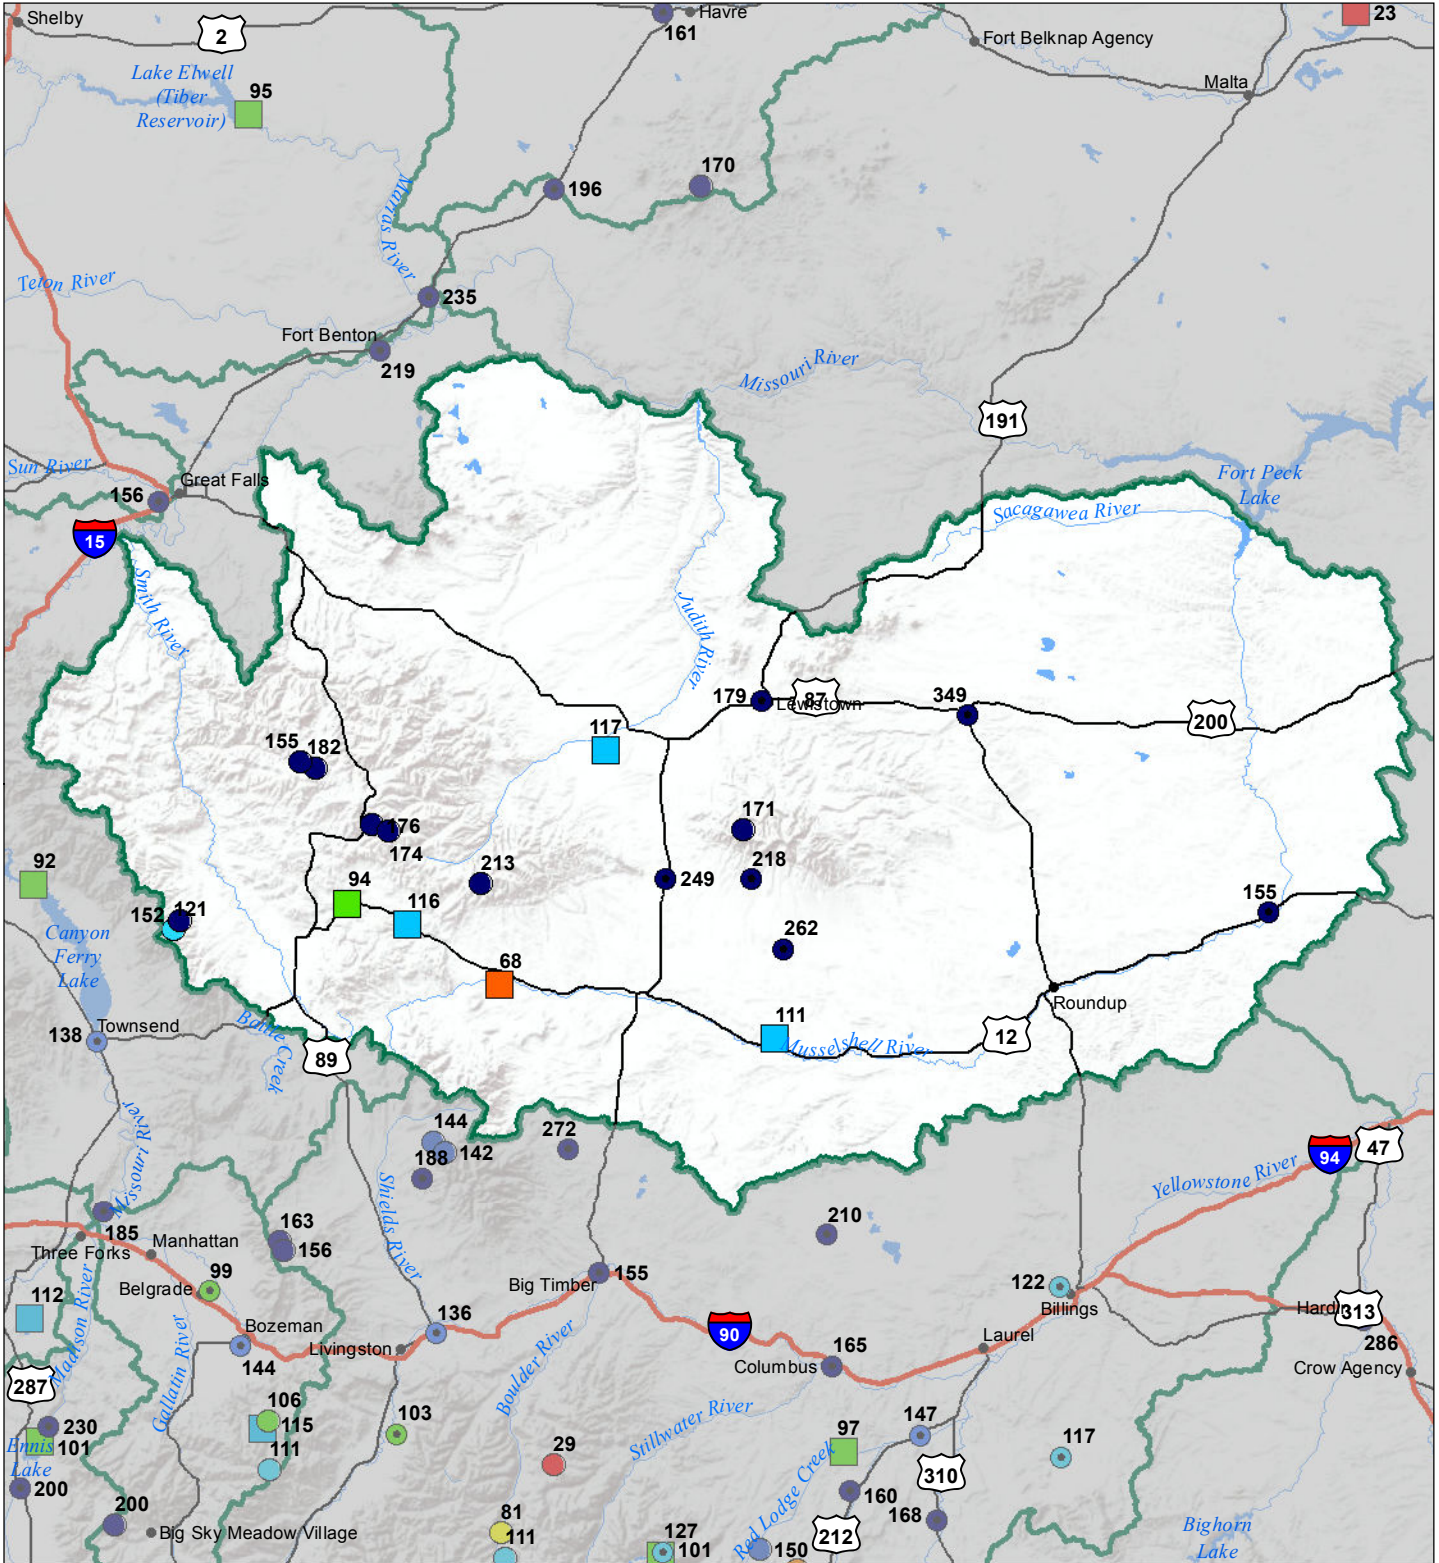 Shelby
2
161
Havre
Fort Belknap Agency
23
Malta
Lake Elwell
(Tiber
Reservoir)
95
170
196
Marias River
Teton River
235
Fort Benton
219
Missouri River
191
Sun River
Great Falls
156
15
Fort Peck
Lake
Sacagawea River
Smith River
Judith River
179
Lewistown
87
349
200
117
155
182
171
176
174
213
218
249
92
94
116
152
121
155
Canyon
Ferry
Lake
262
68
Roundup
111
Musselshell River
12
138
Townsend
Battle Creek
89
144
142
188
272
Missouri River
Shields River
94
47
Yellowstone River
185
Three Forks
Manhattan
163
156
210
Belgrade
99
Big Timber
155
122
Billings
Hardin
313
286
112
Madison River
Gallatin River
Bozeman
144
136
Livingston
90
Boulder River
Columbus
165
Laurel
Crow Agency
287
106
115
111
103
230
101
Ennis
Lake
200
200
Big Sky Meadow Village
29
Stillwater River
97
147
117
310
Red Lodge Creek
160
168
212
81
111
127
101
150
Bighorn
Lake